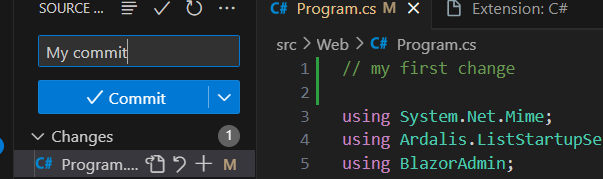 SOURCE ...
My commit
Commit
Changes 1
Program.... M
C# Program.cs M
Extension: C#
src > Web > C# Program.cs
1 // my first change
2
3 using System.Net.Mime;
4 using Ardalis.ListStartupSe
5 using BlazorAdmin;